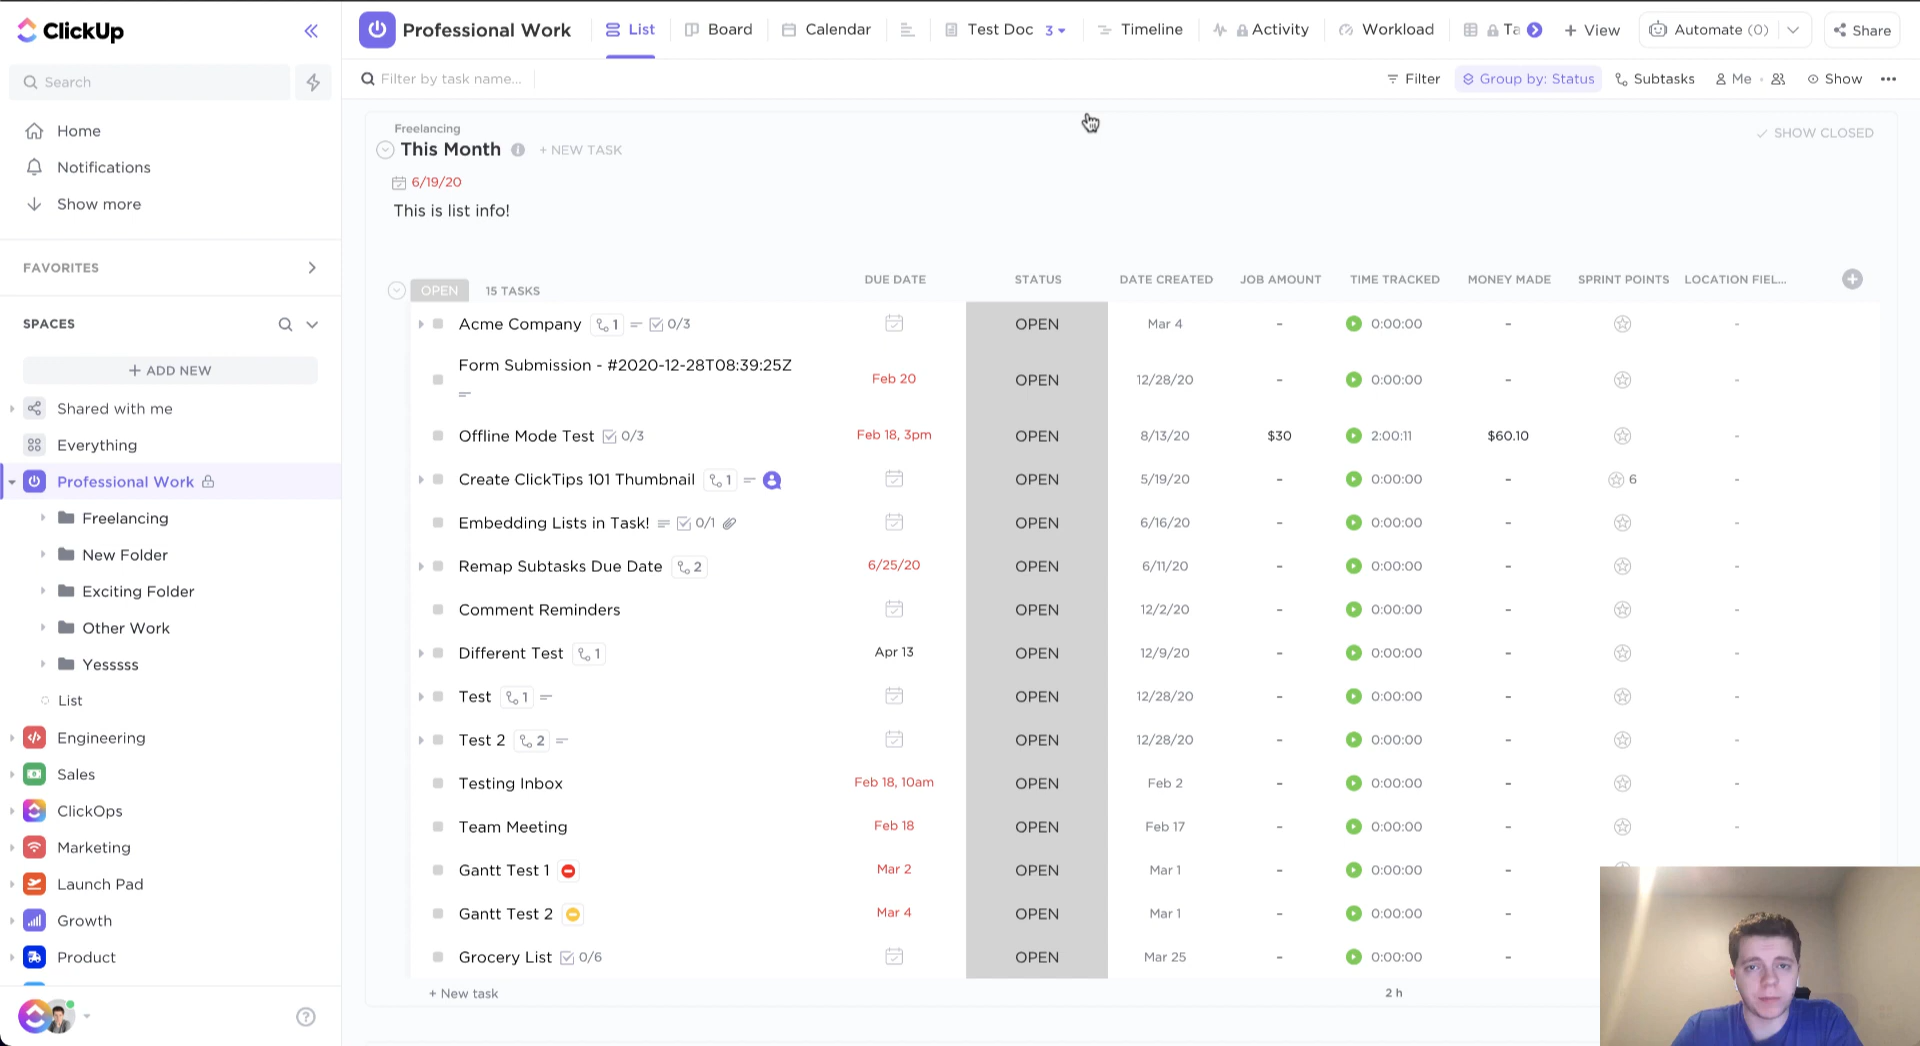 ClickUp
Search
Home
Notifications
Show more
FAVORITES
SPACES
+ ADD NEW
Shared with me
Everything
Professional Work
Freelancing
New Folder
Exciting Folder
Other Work
Yesssss
List
Engineering
Sales
ClickOps
Marketing
Launch Pad
Growth
Product
Professional Work List Board Calendar Test Doc 3 Timeline Activity Workload Ta + View Automate (0) Share
Filter by task name... Filter Group by: Status Subtasks Me Show
Freelancing
This Month + NEW TASK SHOW CLOSED
6/19/20
This is list info!
OPEN 15 TASKS DUE DATE STATUS DATE CREATED JOB AMOUNT TIME TRACKED MONEY MADE SPRINT POINTS LOCATION FIEL...
Acme Company 1 0/3 OPEN Mar 4 - 0:00:00 - -
Form Submission - #2020-12-28T08:39:25Z Feb 20 OPEN 12/28/20 - 0:00:00 - -
Offline Mode Test 0/3 Feb 18, 3pm OPEN 8/13/20 $30 2:00:11 $60.10 -
Create ClickTips 101 Thumbnail 1 OPEN 5/19/20 - 0:00:00 - 6 -
Embedding Lists in Task! 0/1 OPEN 6/16/20 - 0:00:00 - -
Remap Subtasks Due Date 2 6/25/20 OPEN 6/11/20 - 0:00:00 - -
Comment Reminders OPEN 12/2/20 - 0:00:00 - -
Different Test 1 Apr 13 OPEN 12/9/20 - 0:00:00 - -
Test 1 OPEN 12/28/20 - 0:00:00 - -
Test 2 2 OPEN 12/28/20 - 0:00:00 - -
Testing Inbox Feb 18, 10am OPEN Feb 2 - 0:00:00 - -
Team Meeting Feb 18 OPEN Feb 17 - 0:00:00 - -
Gantt Test 1 Mar 2 OPEN Mar 1 - 0:00:00 -
Gantt Test 2 Mar 4 OPEN Mar 1 - 0:00:00 -
Grocery List 0/6 OPEN Mar 25 - 0:00:00 -
+ New task 2 h